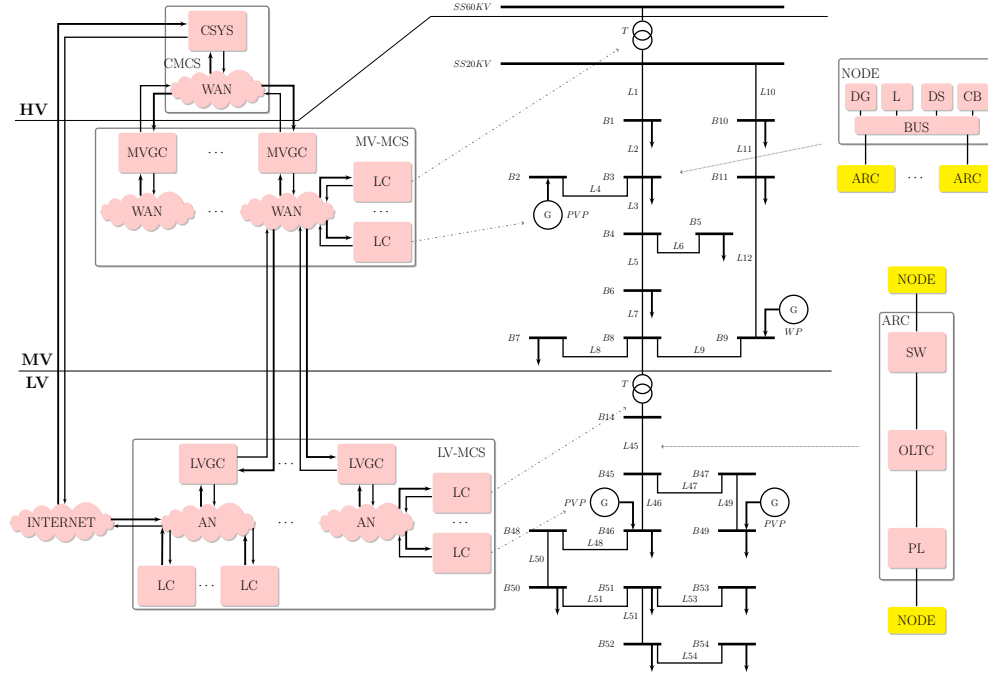 SS60KV
CSYS
T
CMCS
SS20KV
WAN
NODE
DG L DS CB
L1 L10
HV
B1 B10
BUS
MV-MCS
MVGC ... MVGC
L2 L11
LC
B2 B3 B11
ARC ... ARC
L4
...
WAN ... WAN
G PVP
L3
LC
B4 B5
L6
L5 L12
NODE
B6
G
L7
WP
ARC
B7 B8 B9
SW
L8 L9
MV
LV
T
B14
LV-MCS
L45
OLTC
LVGC ... LVGC
B45 B47
LC
L47
PVP G L46 L49 G
INTERNET AN ... AN
...
PVP
B48 B46 B49
L48
LC
L50
PL
LC ... LC
B50 B51 B53
L51 L53
L51
NODE
B52 B54
L54